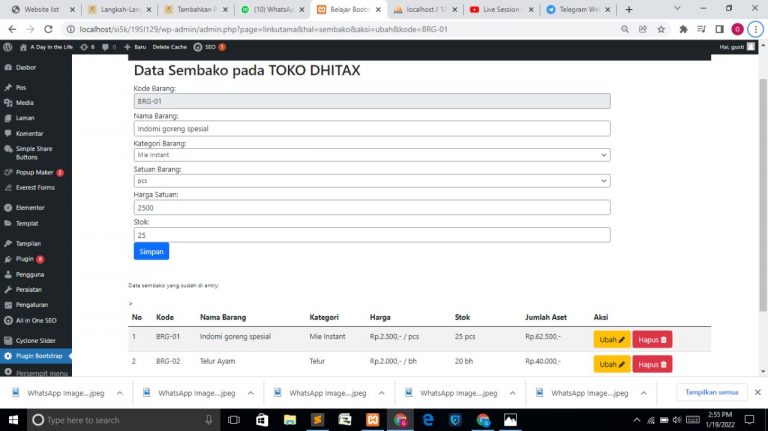 Website list
Langkah-Lang
Tambahkan P
(10) WhatsA
Belajar Boots
localhost / 12
Live Session
Telegram We
localhost/si5k/19SI129/wp-admin/admin.php?page=linkutama&hal=sembako&aksi=ubah&kode=BRG-01
A Day in the Life 6 0 + Baru Delete Cache SEO 1 Hai, gusti
Dasbor
Pos
Media
Laman
Komentar
Simple Share Buttons
Popup Maker 2
Everest Forms
Elementor
Templat
Tampilan
Plugin 6
Pengguna
Peralatan
Pengaturan
All in One SEO
Cyclone Slider
Plugin Bootstrap
Persempit menu
Data Sembako pada TOKO DHITAX
Kode Barang:
BRG-01
Nama Barang:
Indomi goreng spesial
Kategori Barang:
Mie Instant
Satuan Barang:
pcs
Harga Satuan:
2500
Stok:
25
Simpan
Data sembako yang sudah di entry:
>
No Kode Nama Barang Kategori Harga Stok Jumlah Aset Aksi
1 BRG-01 Indomi goreng spesial Mie Instant Rp.2.500,- / pcs 25 pcs Rp.62.500,- Ubah Hapus
2 BRG-02 Telur Ayam Telur Rp.2.000,- / bh 20 bh Rp.40.000,- Ubah Hapus
WhatsApp Image....jpeg
WhatsApp Image....jpeg
WhatsApp Image....jpeg
WhatsApp Image....jpeg
WhatsApp Image....jpeg
Tampilkan semua
Type here to search
2:55 PM
1/19/2022